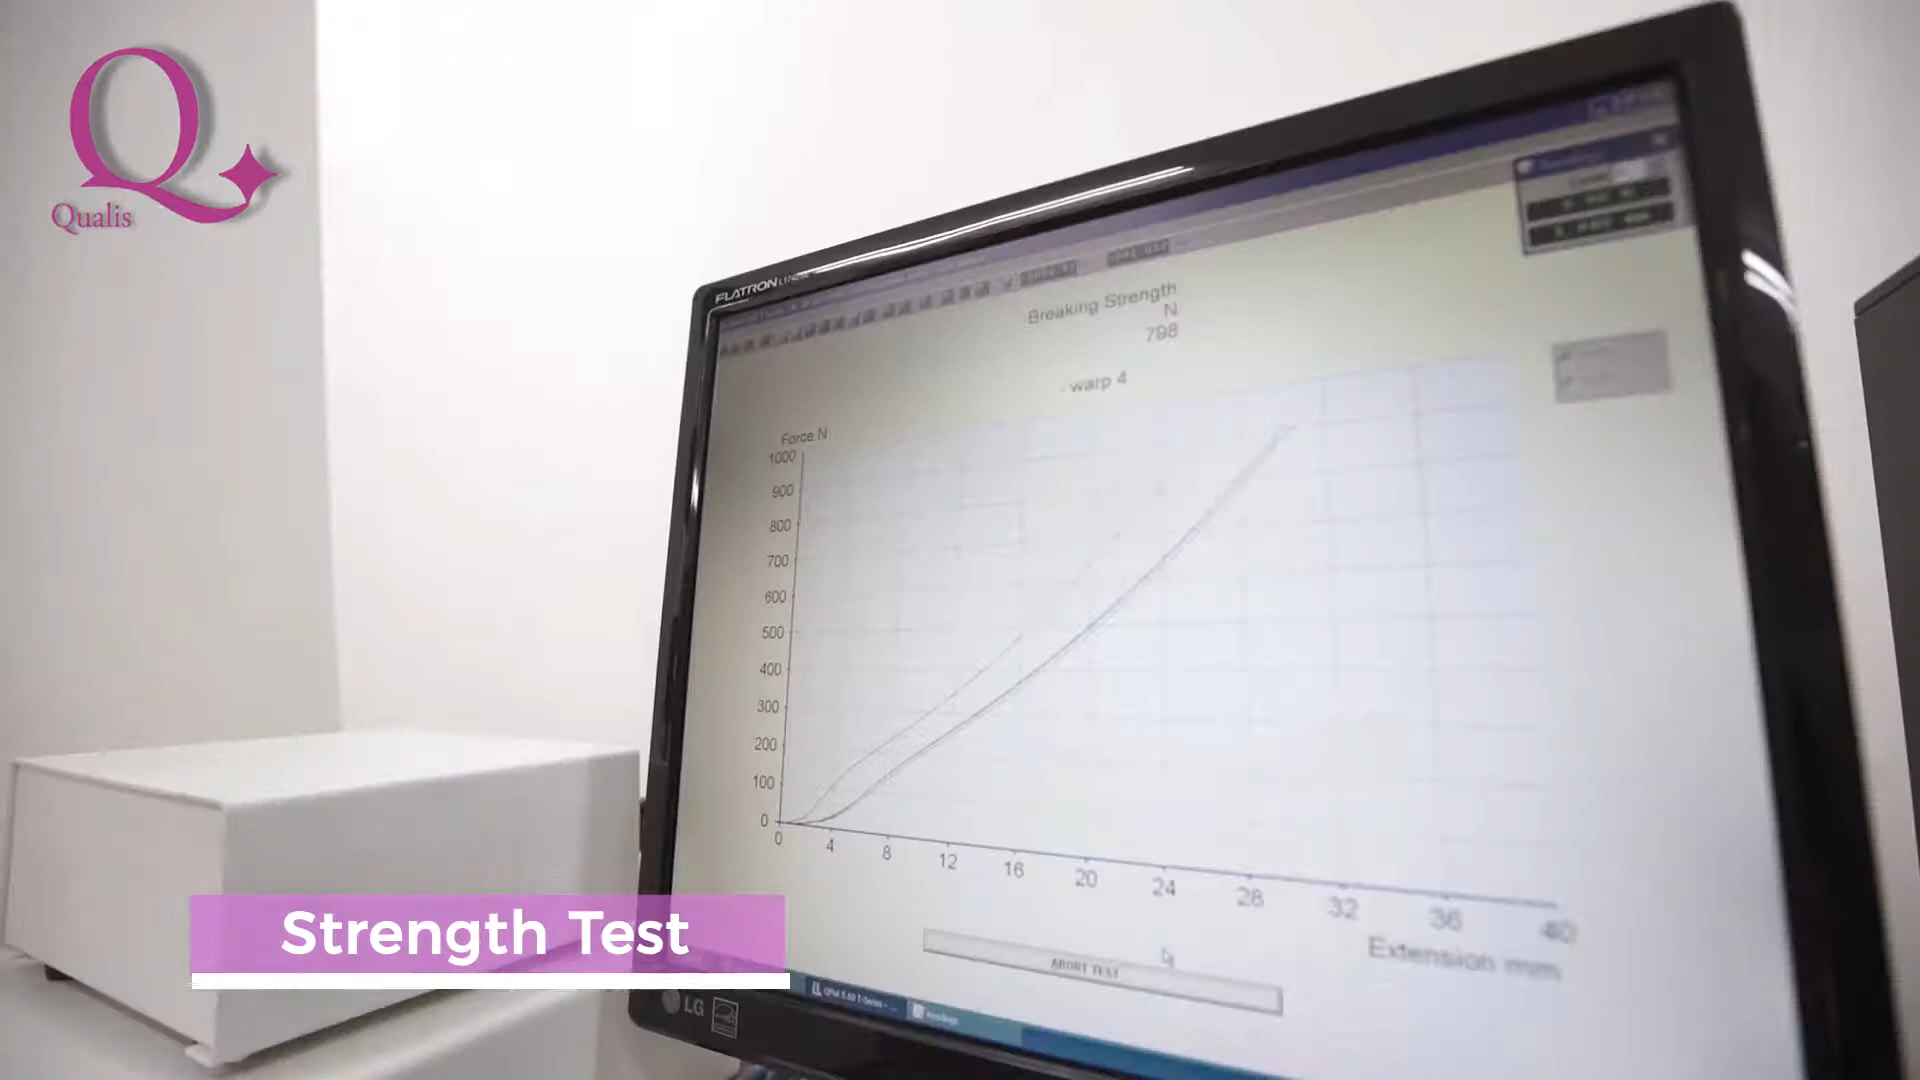 Qualis
FLATRON
Breaking Strength
N
798
- warp 4
Force N
1000
900
800
700
600
500
400
300
200
100
0
0 4 8 12 16 20 24 28 32 36 40
Extension mm
ABORT TEST
Strength Test
LG